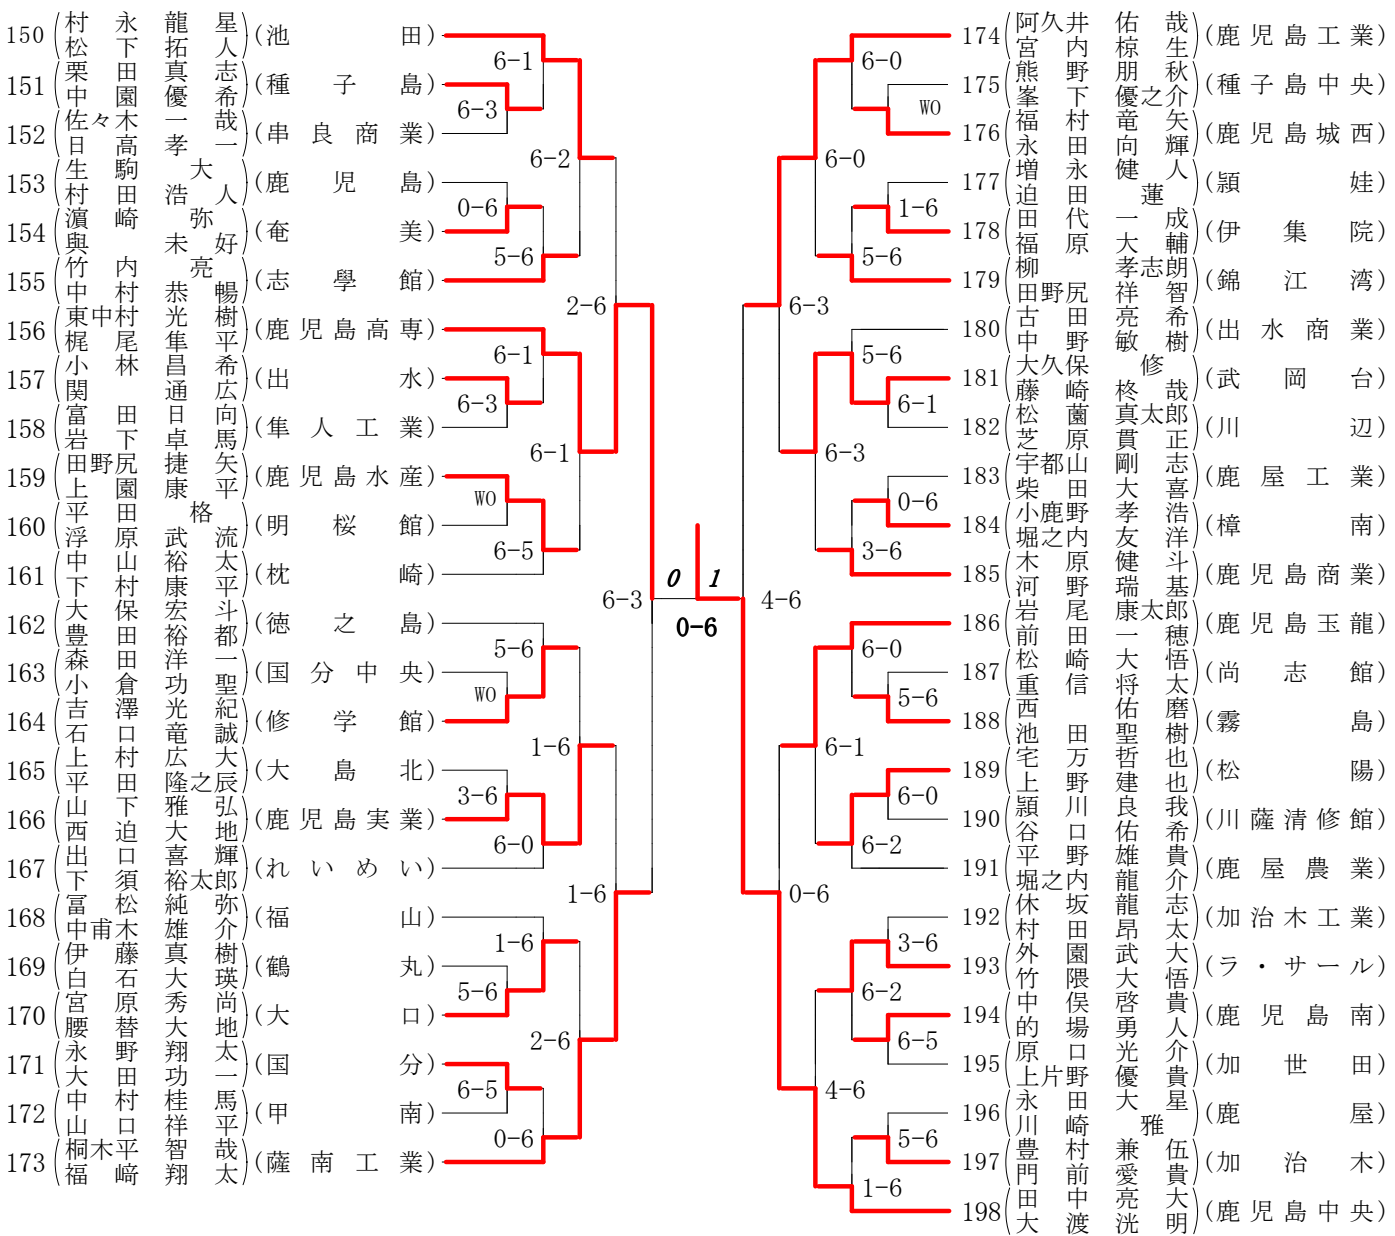 150 村永龍星 松下拓人 (池田)
151 栗田真志 中園優希 (種子島)
152 佐々木一哉 日高孝一 (串良商業)
153 生駒大 村田浩人 (鹿児島)
154 濵崎弥 與未好 (奄美)
155 竹内亮 中村恭暢 (志學館)
156 東中村光樹 梶尾隼平 (鹿児島高専)
157 小林昌希 関通広 (出水)
158 富田日向 岩下卓馬 (隼人工業)
159 田野尻捷矢 上園康平 (鹿児島水産)
160 平田格 浮原武流 (明桜館)
161 中山裕太 下村康平 (枕崎)
162 大保宏斗 豊田裕都 (徳之島)
163 森田洋一 小倉功聖 (国分中央)
164 吉澤光紀 石口竜誠 (修学館)
165 上村広大 平田隆之辰 (大島北)
166 山下雅弘 西迫大地 (鹿児島実業)
167 出口喜輝 下須裕太郎 (れいめい)
168 冨松純弥 中甫木雄介 (福山)
169 伊藤真樹 白石大瑛 (鶴丸)
170 宮原秀尚 腰替大地 (大口)
171 永野翔太 大田功一 (国分)
172 中村桂馬 山口祥平 (甲南)
173 桐木平智哉 福﨑翔太 (薩南工業)
6-1
6-3
6-2
0-6
5-6
2-6
6-1
6-3
6-1
WO
6-5
6-3
5-6
WO
1-6
3-6
6-0
1-6
1-6
5-6
2-6
6-5
0-6
0 1
0-6
6-0
WO
6-0
1-6
5-6
6-3
5-6
6-1
6-3
0-6
3-6
4-6
6-0
5-6
6-1
6-0
6-2
0-6
3-6
6-2
6-5
4-6
5-6
1-6
174 阿久井佑哉 宮内椋生 (鹿児島工業)
175 熊野朋秋 峯下優之介 (種子島中央)
176 福村竜矢 永田向輝 (鹿児島城西)
177 増永健人 迫田蓮 (頴娃)
178 田代一成 福原大輔 (伊集院)
179 柳孝志朗 田野尻祥智 (錦江湾)
180 古田亮希 中野敏樹 (出水商業)
181 大久保修 藤崎柊哉 (武岡台)
182 松薗真太郎 芝原貫正 (川辺)
183 宇都山剛志 柴田大喜 (鹿屋工業)
184 小鹿野孝浩 堀之内友洋 (樟南)
185 木原健斗 河野瑞基 (鹿児島商業)
186 岩尾康太郎 前田一穂 (鹿児島玉龍)
187 松崎大悟 重信将太 (尚志館)
188 西佑磨 池田聖樹 (霧島)
189 宅万哲也 上野建也 (松陽)
190 頴川良我 谷口佑希 (川薩清修館)
191 平野雄貴 堀之内龍介 (鹿屋農業)
192 休坂龍志 村田昂太 (加治木工業)
193 外園武大 竹隈大悟 (ラ・サール)
194 中俣啓貴 的場勇人 (鹿児島南)
195 原口光介 上片野優貴 (加世田)
196 永田大星 川崎雅 (鹿屋)
197 豊村兼伍 門前愛貴 (加治木)
198 田中亮大 大渡洸明 (鹿児島中央)